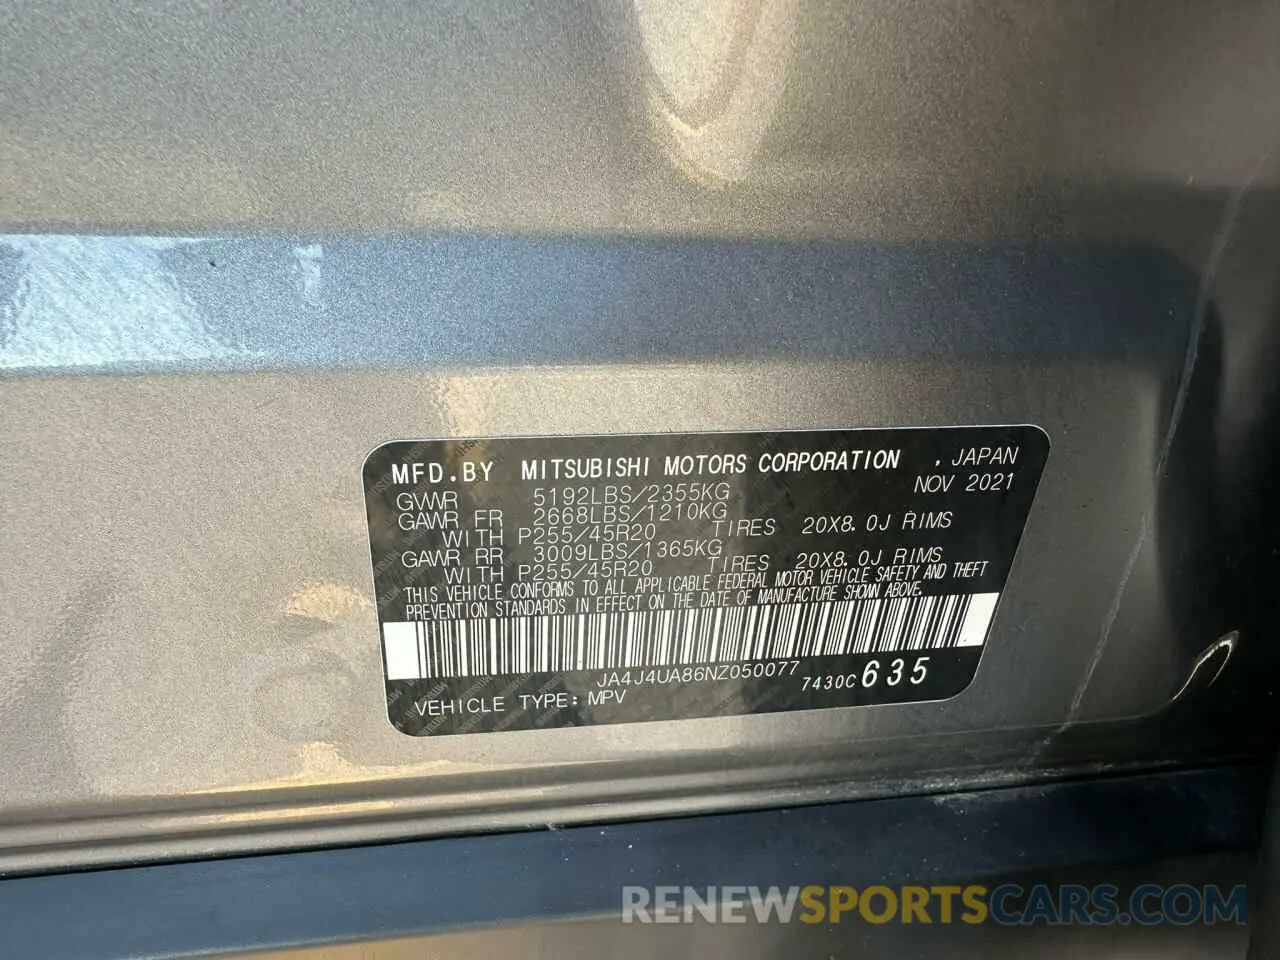 MFD.BY MITSUBISHI MOTORS CORPORATION , JAPAN
NOV 2021
GVWR 5192LBS/2355KG
GAWR FR 2668LBS/1210KG
WITH P255/45R20 TIRES 20X8.0J RIMS
GAWR RR 3009LBS/1365KG
WITH P255/45R20 TIRES 20X8.0J RIMS
THIS VEHICLE CONFORMS TO ALL APPLICABLE FEDERAL MOTOR VEHICLE SAFETY AND THEFT
PREVENTION STANDARDS IN EFFECT ON THE DATE OF MANUFACTURE SHOWN ABOVE.
JA4J4UA86NZ050077 7430C 635
VEHICLE TYPE: MPV
RENEWSPORTSCARS.COM